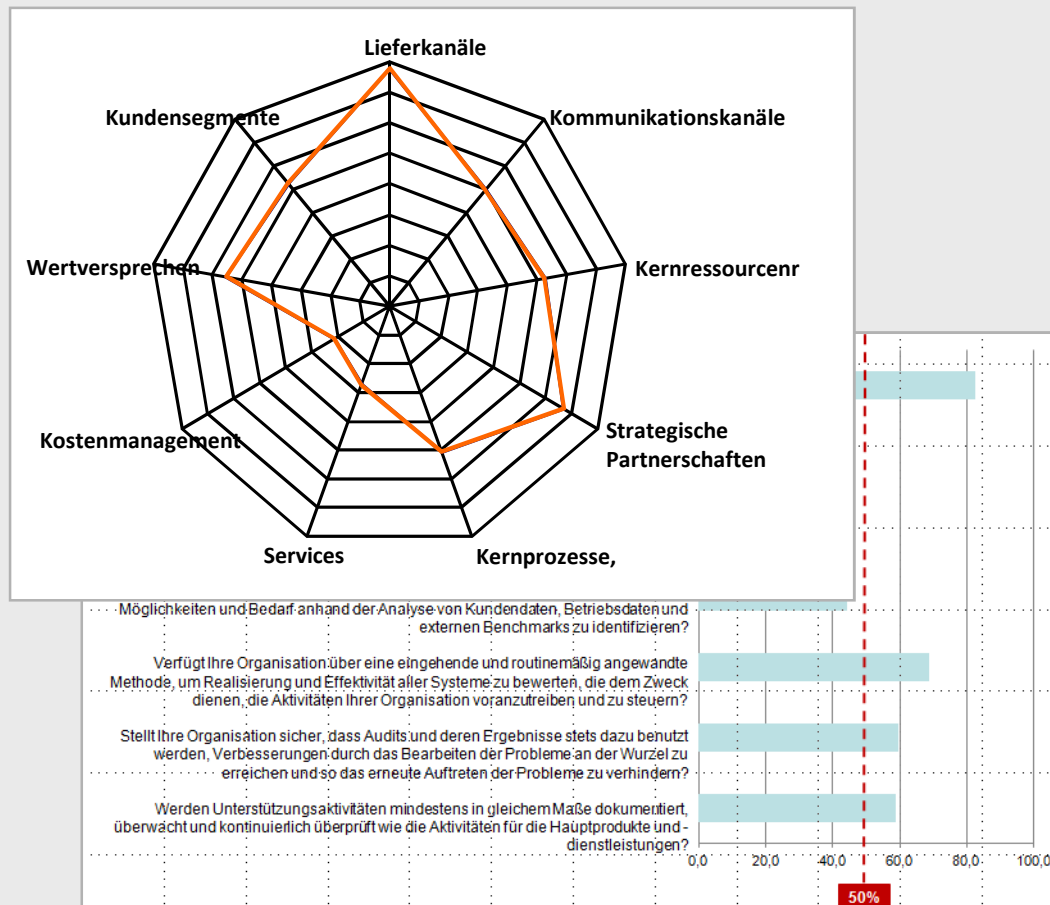 Lieferkanäle
Kundensegmente
Kommunikationskanäle
Wertversprechen
Kernressourcenr
Kostenmanagement
Strategische
Partnerschaften
Services
Kernprozesse,
Möglichkeiten und Bedarf anhand der Analyse von Kundendaten, Betriebsdaten und
externen Benchmarks zu identifizieren?
Verfügt Ihre Organisation über eine eingehende und routinemäßig angewandte
Methode, um Realisierung und Effektivität aller Systeme zu bewerten, die dem Zweck
dienen, die Aktivitäten Ihrer Organisation voranzutreiben und zu steuern?
Stellt Ihre Organisation sicher, dass Audits und deren Ergebnisse stets dazu benutzt
werden, Verbesserungen durch das Bearbeiten der Probleme an der Wurzel zu
erreichen und so das erneute Auftreten der Probleme zu verhindern?
Werden Unterstützungsaktivitäten mindestens in gleichem Maße dokumentiert,
überwacht und kontinuierlich überprüft wie die Aktivitäten für die Hauptprodukte und -
dienstleistungen?
0,0 20,0 40,0 60,0 80,0 100,0
50%